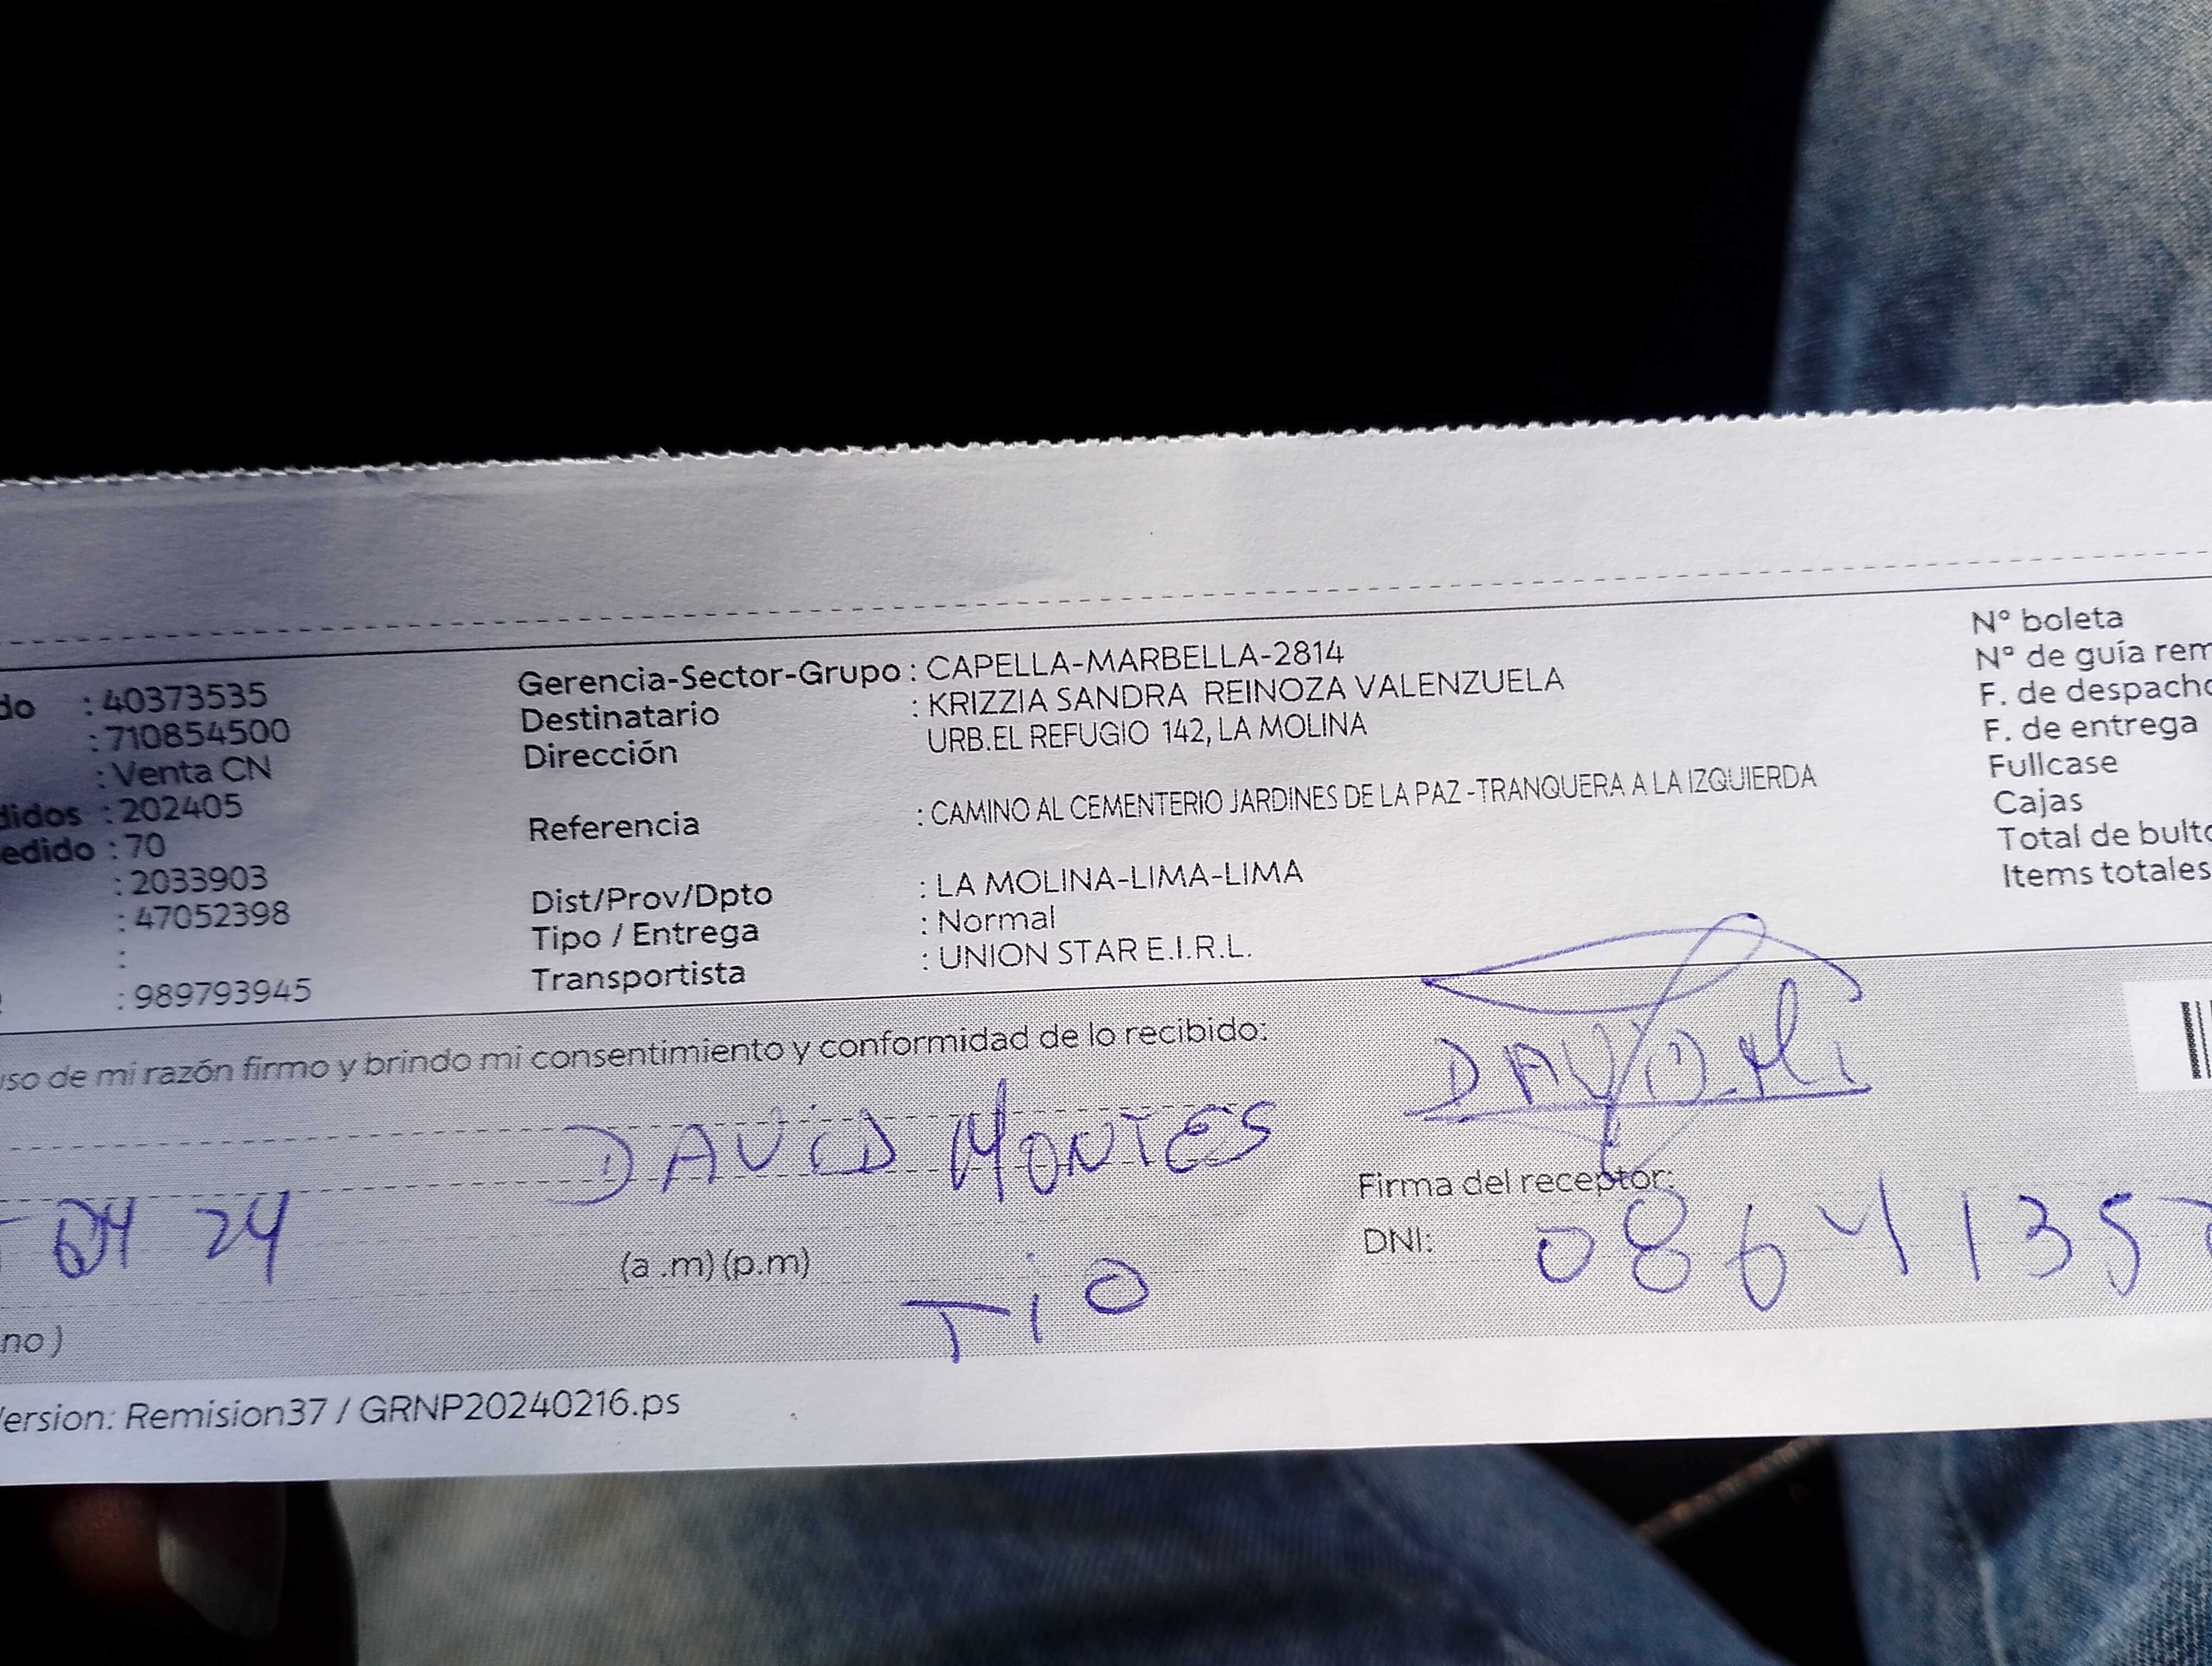 do : 40373535
: 710854500
: Venta CN
didos : 202405
edido : 70
: 2033903
: 47052398
:
: 989793945
Gerencia-Sector-Grupo : CAPELLA-MARBELLA-2814
Destinatario : KRIZZIA SANDRA REINOZA VALENZUELA
Dirección URB.EL REFUGIO 142, LA MOLINA
Referencia : CAMINO AL CEMENTERIO JARDINES DE LA PAZ -TRANQUERA A LA IZQUIERDA
Dist/Prov/Dpto : LA MOLINA-LIMA-LIMA
Tipo / Entrega : Normal
Transportista : UNION STAR E.I.R.L.
N° boleta
N° de guía rem
F. de despacho
F. de entrega
Fullcase
Cajas
Total de bulto
Items totales
uso de mi razón firmo y brindo mi consentimiento y conformidad de lo recibido:
DAVID MONTES
Firma del receptor:
04 24
(a .m) (p.m)
TiO
DNI: 0864135
no )
Version: Remision37 / GRNP20240216.ps